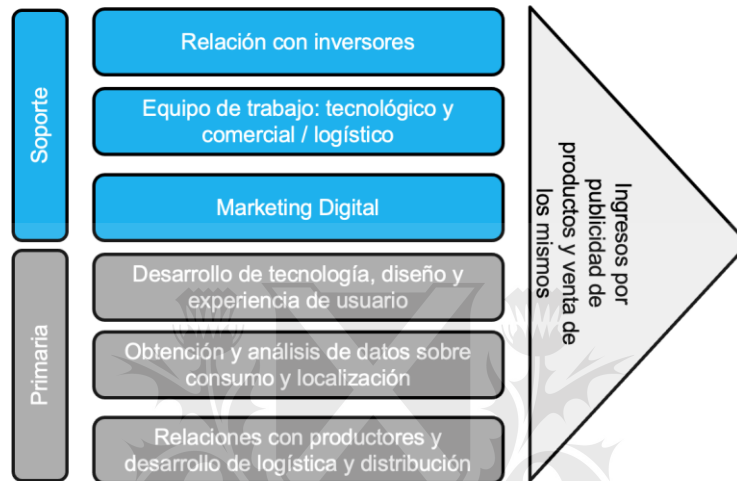 Soporte
Relación con inversores
Equipo de trabajo: tecnológico y
comercial / logístico
Marketing Digital
Primaria
Desarrollo de tecnología, diseño y
experiencia de usuario
Obtención y análisis de datos sobre
consumo y localización
Relaciones con productores y
desarrollo de logística y distribución
Ingresos por
publicidad de
productos y venta de
los mismos